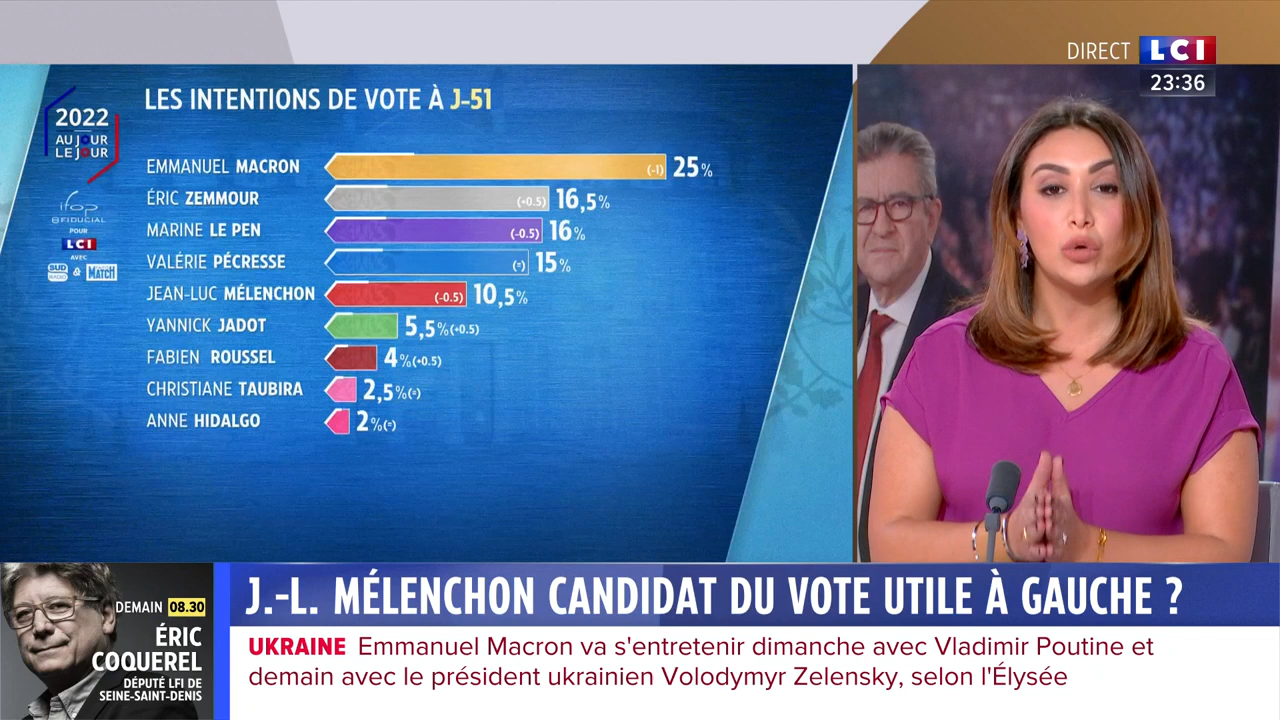 DIRECT LCI
23:36
LES INTENTIONS DE VOTE À J-51
2022
AU JOUR
LE JOUR
ifop
FIDUCIAL
POUR
LCI
AVEC
SUD RADIO & MATCH
EMMANUEL MACRON (-1) 25%
ÉRIC ZEMMOUR (+0.5) 16,5%
MARINE LE PEN (-0.5) 16%
VALÉRIE PÉCRESSE (=) 15%
JEAN-LUC MÉLENCHON (-0.5) 10,5%
YANNICK JADOT 5,5%(+0.5)
FABIEN ROUSSEL 4%(+0.5)
CHRISTIANE TAUBIRA 2,5%(=)
ANNE HIDALGO 2%(=)
DEMAIN 08.30
ÉRIC
COQUEREL
DÉPUTÉ LFI DE
SEINE-SAINT-DENIS
J.-L. MÉLENCHON CANDIDAT DU VOTE UTILE À GAUCHE ?
UKRAINE Emmanuel Macron va s'entretenir dimanche avec Vladimir Poutine et
demain avec le président ukrainien Volodymyr Zelensky, selon l'Élysée